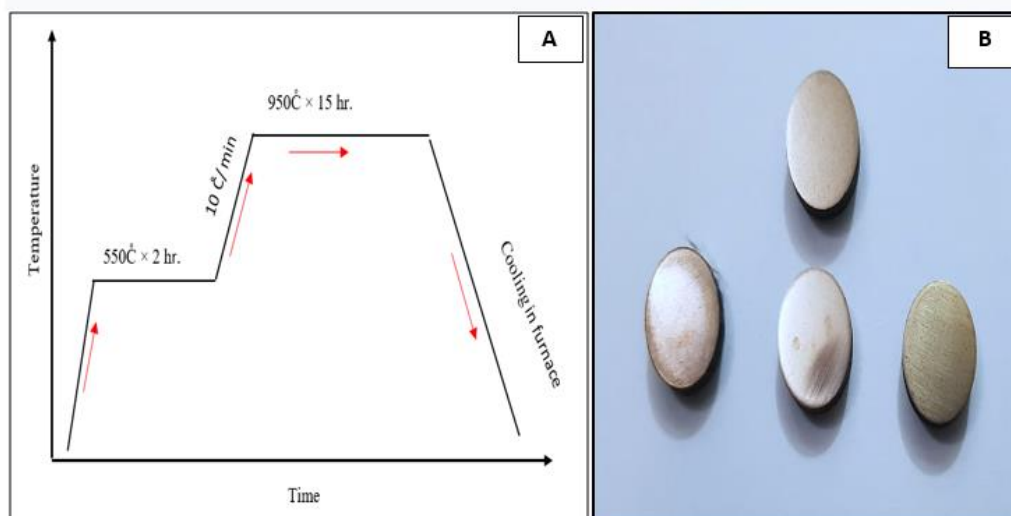 A
B
950C̊ × 15 hr.
10 C̊/min
550C̊ × 2 hr.
Temperature
Cooling in furnace
Time